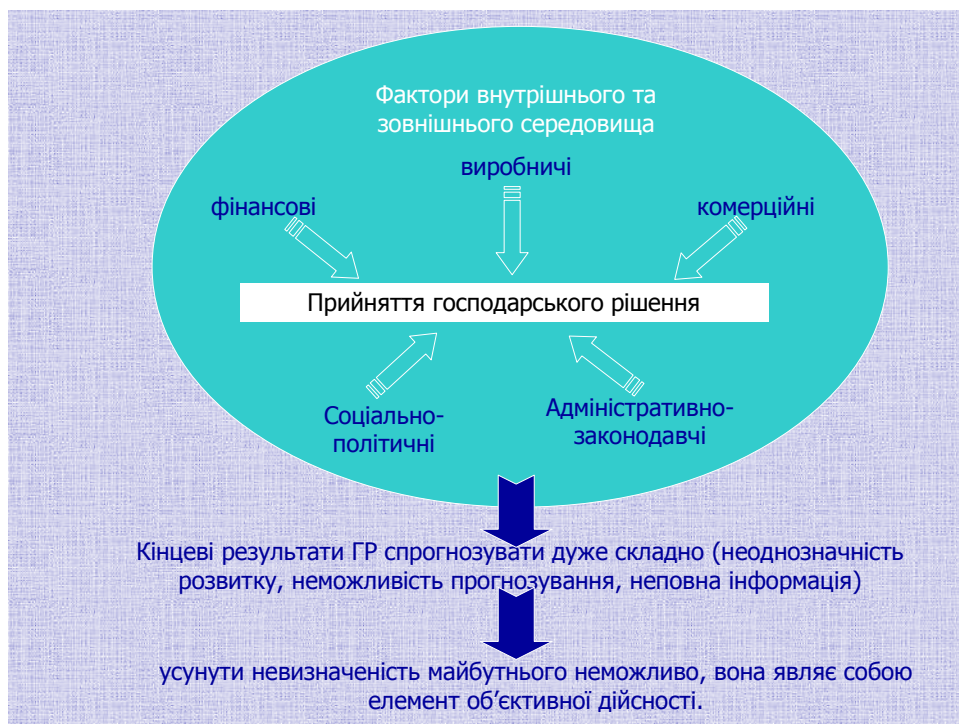 Фактори внутрішнього та
зовнішнього середовища
виробничі
фінансові
комерційні
Прийняття господарського рішення
Соціально-
політичні
Адміністративно-
законодавчі
Кінцеві результати ГР спрогнозувати дуже складно (неоднозначність
розвитку, неможливість прогнозування, неповна інформація)
усунути невизначеність майбутнього неможливо, вона являє собою
елемент об’єктивної дійсності.